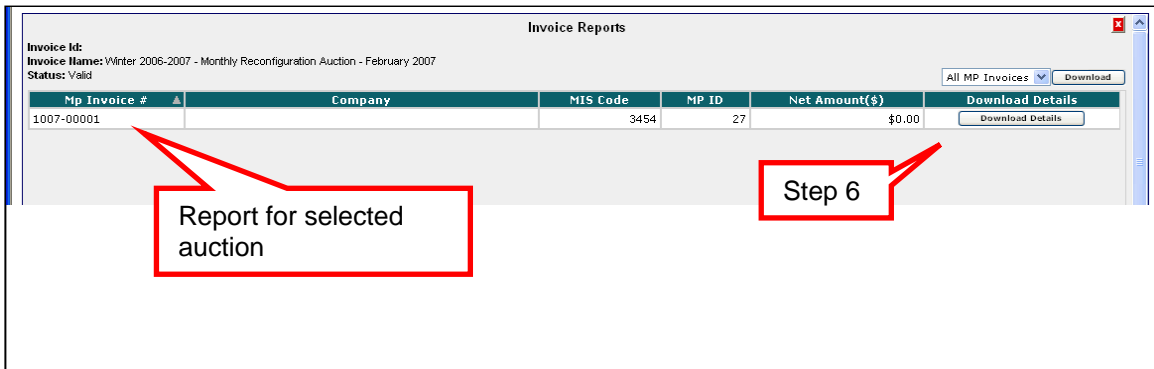 Invoice Reports
x
Invoice Id:
Invoice Name: Winter 2006-2007 - Monthly Reconfiguration Auction - February 2007
Status: Valid
All MP Invoices Download
Mp Invoice # Company MIS Code MP ID Net Amount($) Download Details
1007-00001 3454 27 $0.00 Download Details
Step 6
Report for selected
auction